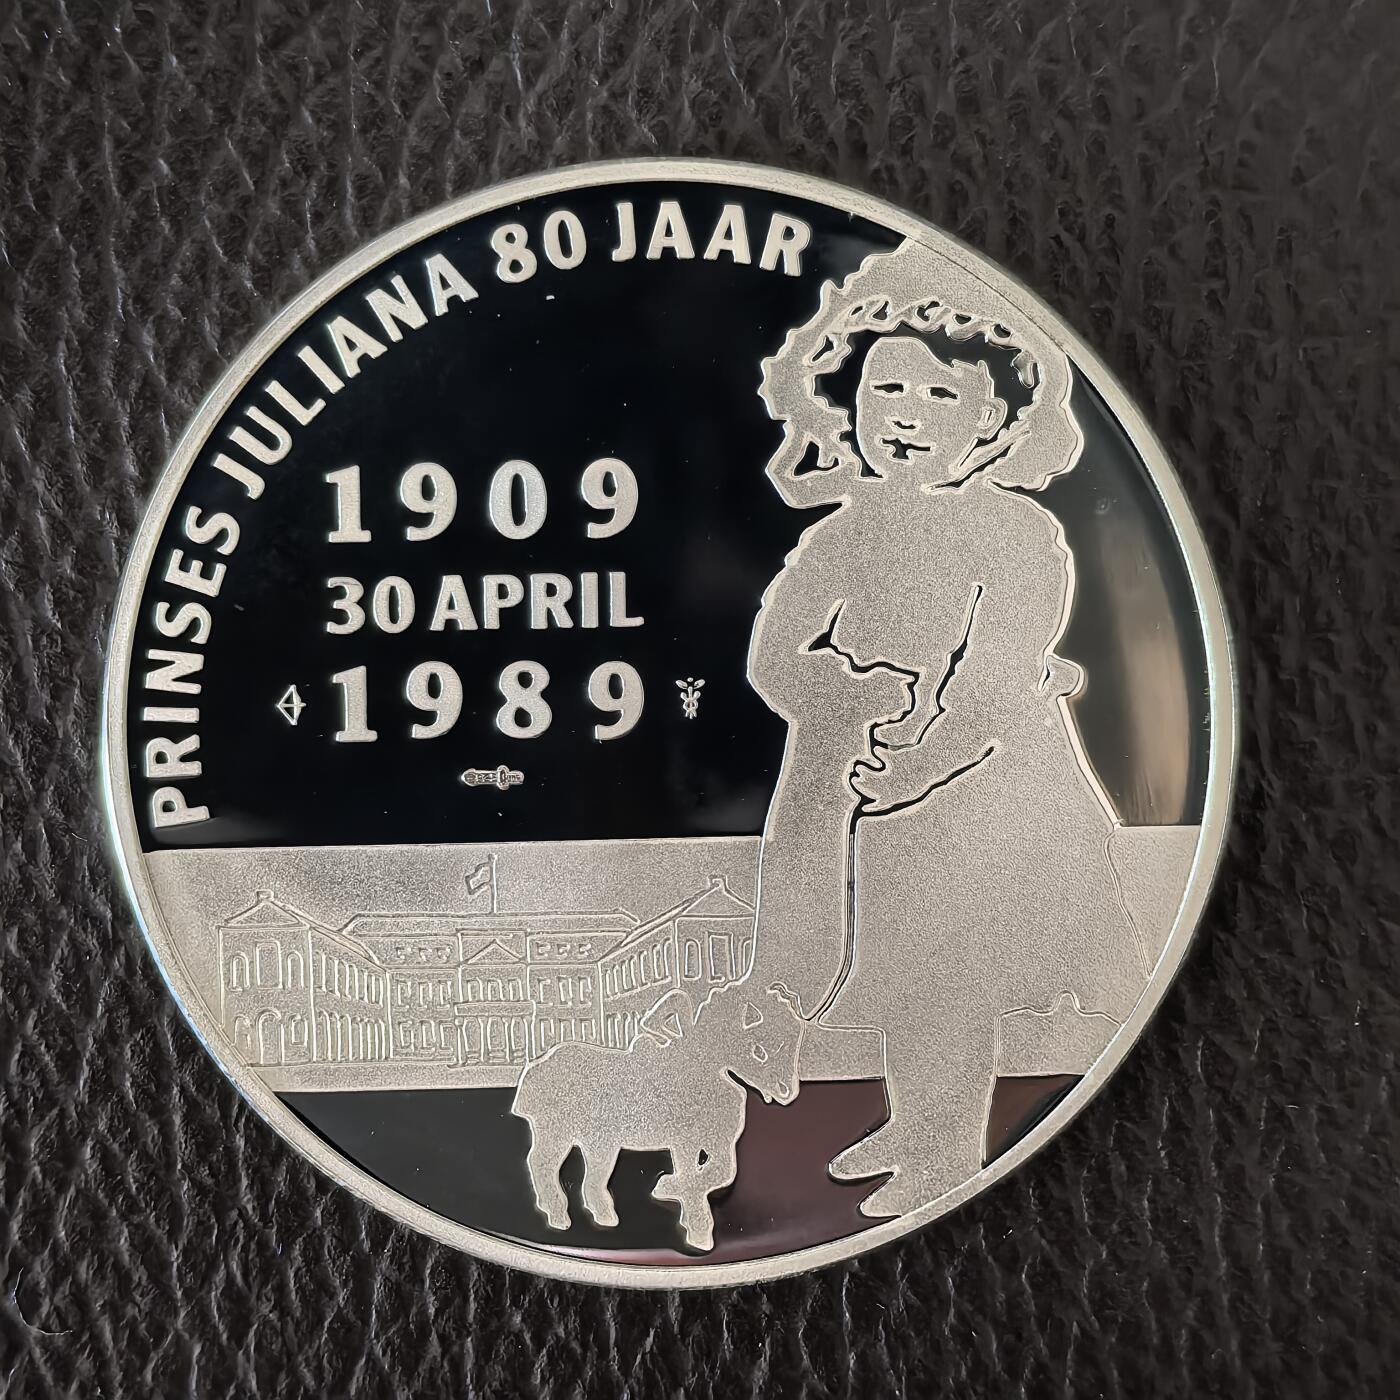 PRINSES JULIANA 80 JAAR
1909
30 APRIL
1989